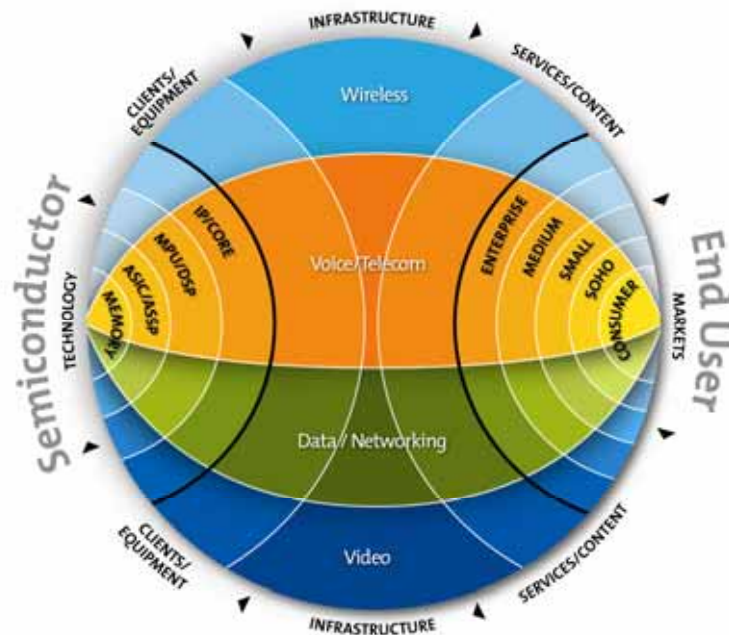 INFRASTRUCTURE
CLIENTS/
EQUIPMENT
SERVICES/CONTENT
Wireless
Semiconductor
TECHNOLOGY
MEMORY
ASIC/ASSP
MPU/DSP
IP/CORE
Voice/Telecom
ENTERPRISE
MEDIUM
SMALL
SOHO
CONSUMER
MARKETS
End User
Data / Networking
Video
CLIENTS/
EQUIPMENT
INFRASTRUCTURE
SERVICES/CONTENT